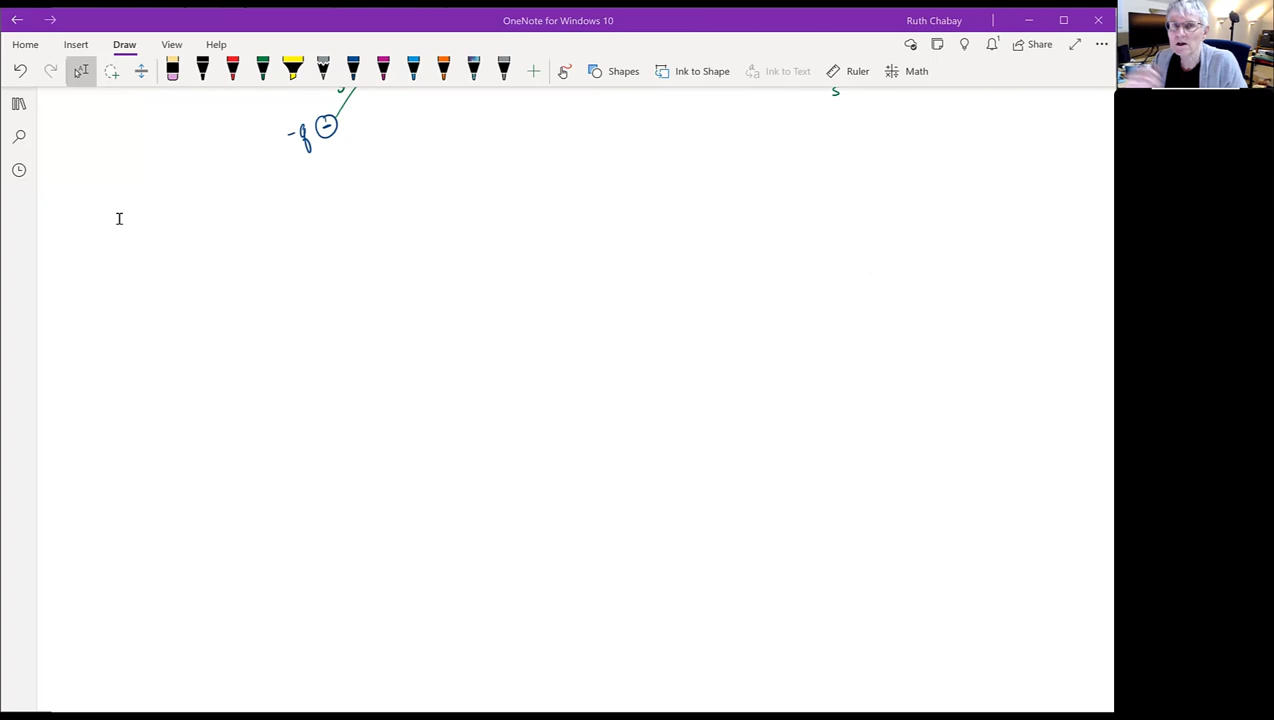 OneNote for Windows 10
Ruth Chabay
Home Insert Draw View Help
1
Share
Shapes
Ink to Shape
Ink to Text
Ruler
Math
s
-q −